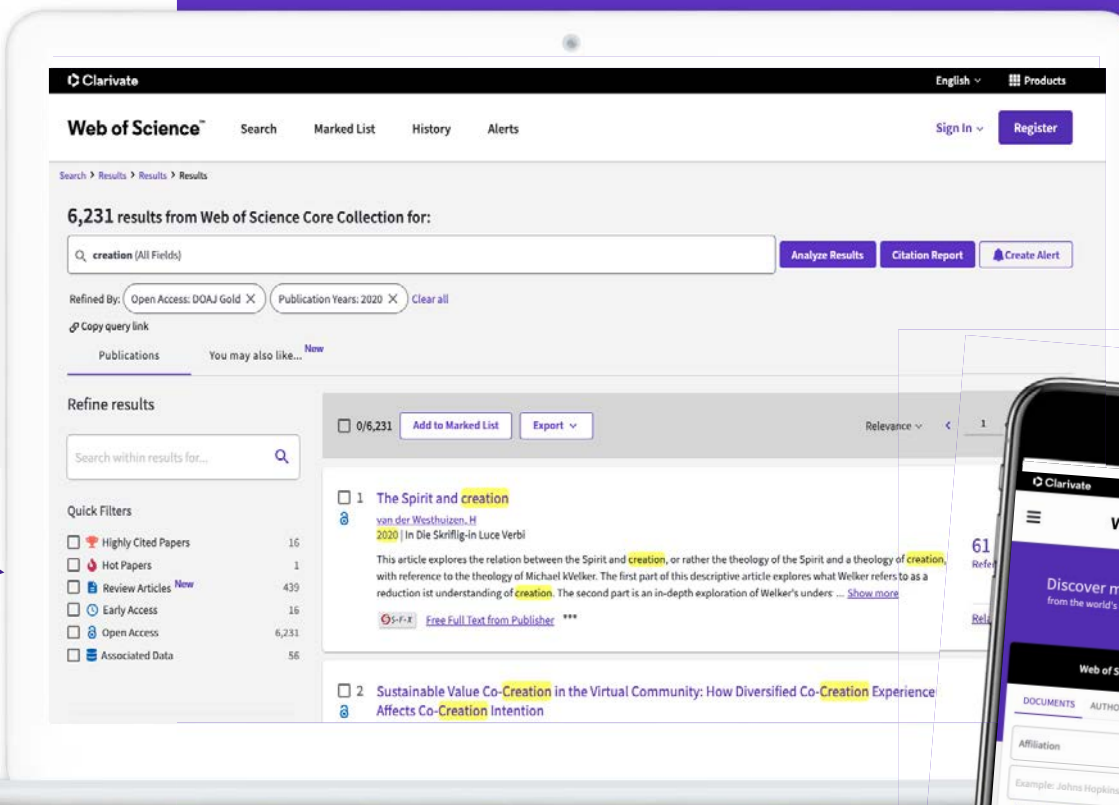 Clarivate
English
Products
Web of Science™
Search
Marked List
History
Alerts
Sign In
Register
Search > Results > Results > Results
6,231 results from Web of Science Core Collection for:
creation (All Fields)
Analyze Results
Citation Report
Create Alert
Refined By:
Open Access: DOAJ Gold
Publication Years: 2020
Clear all
Copy query link
Publications
You may also like...
New
Refine results
Search within results for...
Quick Filters
Highly Cited Papers 16
Hot Papers 1
Review Articles New 439
Early Access 16
Open Access 6,231
Associated Data 56
0/6,231
Add to Marked List
Export
Relevance
1
1 The Spirit and creation
van der Westhuizen, H
2020 | In Die Skriflig-in Luce Verbi
This article explores the relation between the Spirit and creation, or rather the theology of the Spirit and a theology of creation,
with reference to the theology of Michael kWelker. The first part of this descriptive article explores what Welker refers to as a
reduction ist understanding of creation. The second part is an in-depth exploration of Welker's unders ... Show more
S-F-X
Free Full Text from Publisher
61
2 Sustainable Value Co-Creation in the Virtual Community: How Diversified Co-Creation Experience
Affects Co-Creation Intention
Clarivate
W
Discover m
from the world's
Web of S
DOCUMENTS
AUTHO
Affiliation
Example: Johns Hopkins